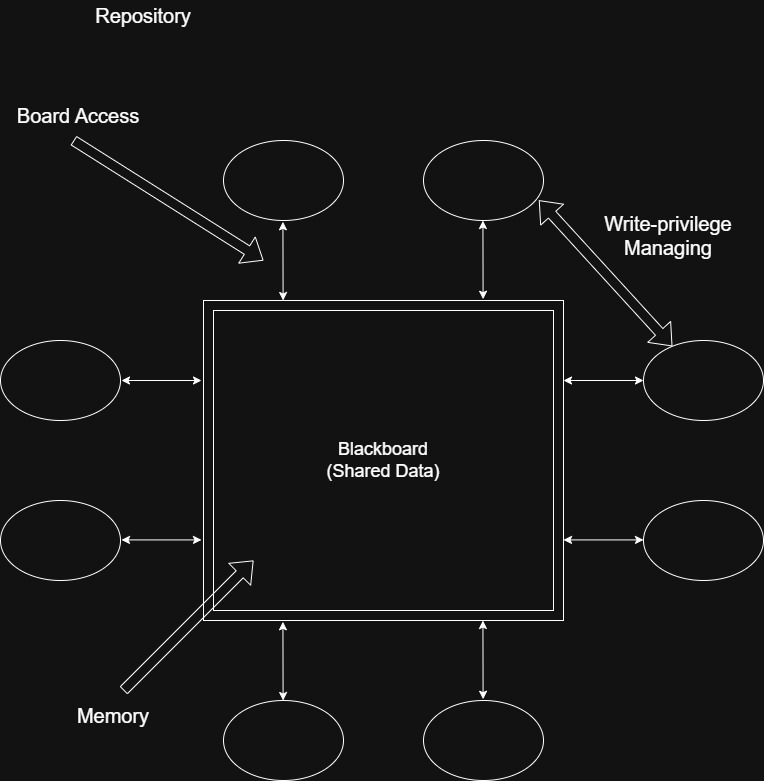 Repository
Board Access
Write-privilege
Managing
Blackboard
(Shared Data)
Memory